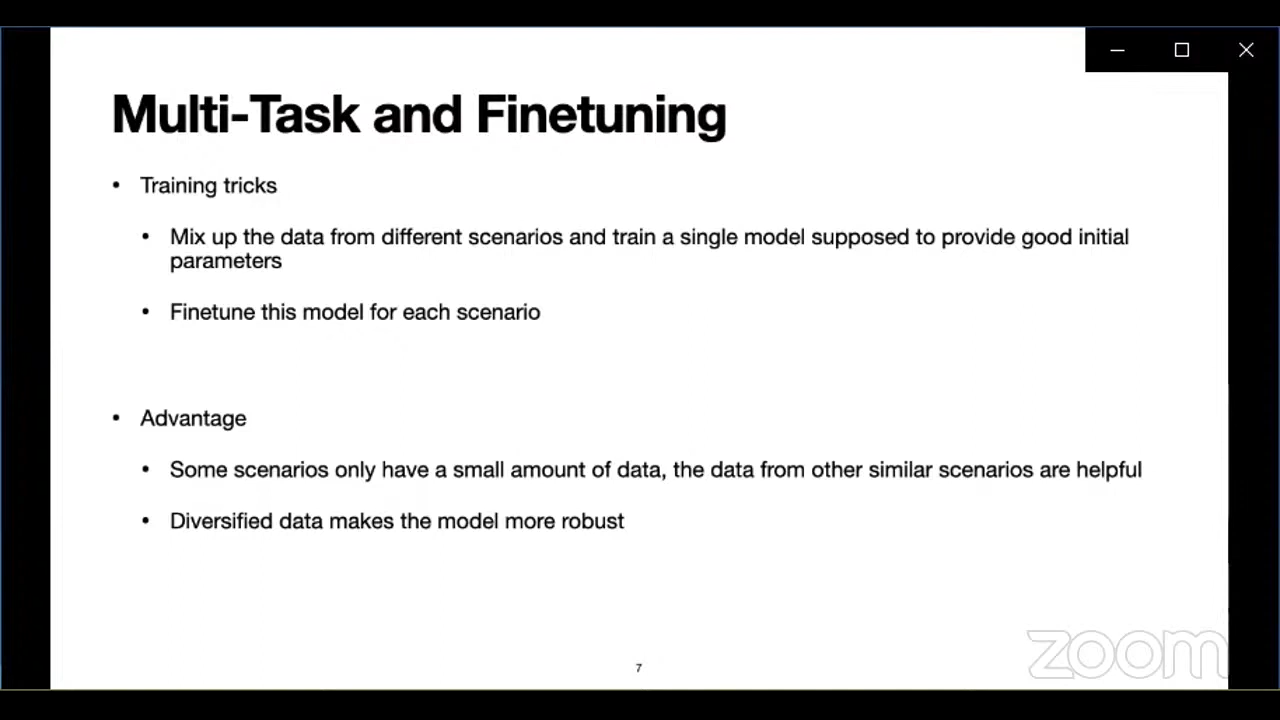 Multi-Task and Finetuning
• Training tricks
• Mix up the data from different scenarios and train a single model supposed to provide good initial
parameters
• Finetune this model for each scenario
• Advantage
• Some scenarios only have a small amount of data, the data from other similar scenarios are helpful
• Diversified data makes the model more robust
zoom
7